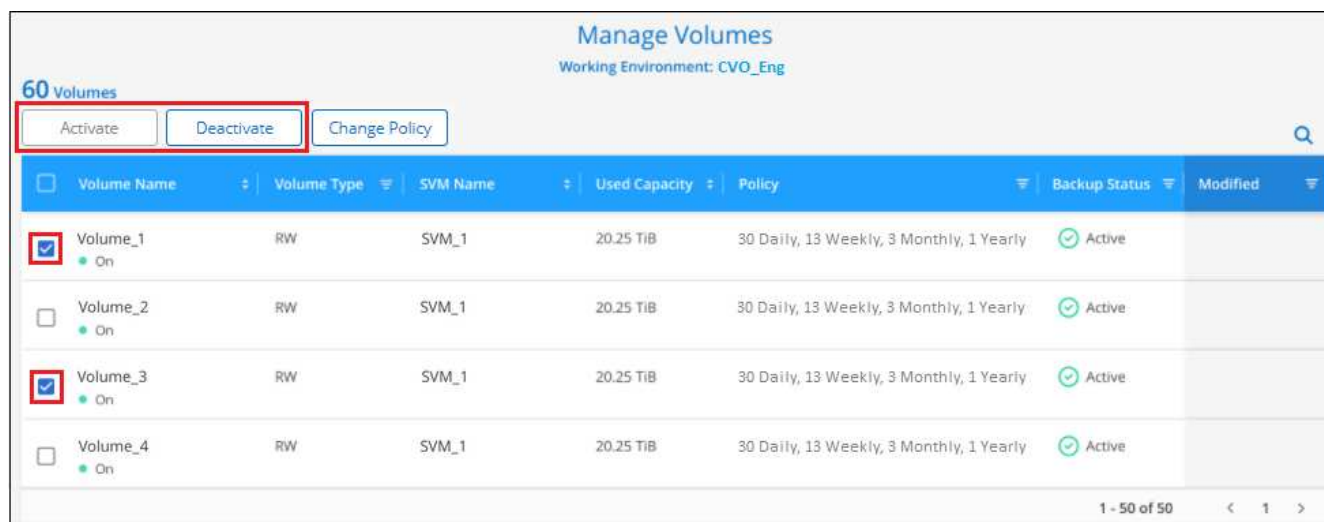 Manage Volumes
Working Environment: CVO_Eng
60 Volumes
Activate Deactivate Change Policy
Volume Name Volume Type SVM Name Used Capacity Policy Backup Status Modified
Volume_1 RW SVM_1 20.25 TiB 30 Daily, 13 Weekly, 3 Monthly, 1 Yearly Active
On
Volume_2 RW SVM_1 20.25 TiB 30 Daily, 13 Weekly, 3 Monthly, 1 Yearly Active
On
Volume_3 RW SVM_1 20.25 TiB 30 Daily, 13 Weekly, 3 Monthly, 1 Yearly Active
On
Volume_4 RW SVM_1 20.25 TiB 30 Daily, 13 Weekly, 3 Monthly, 1 Yearly Active
On
1 - 50 of 50 < 1 >